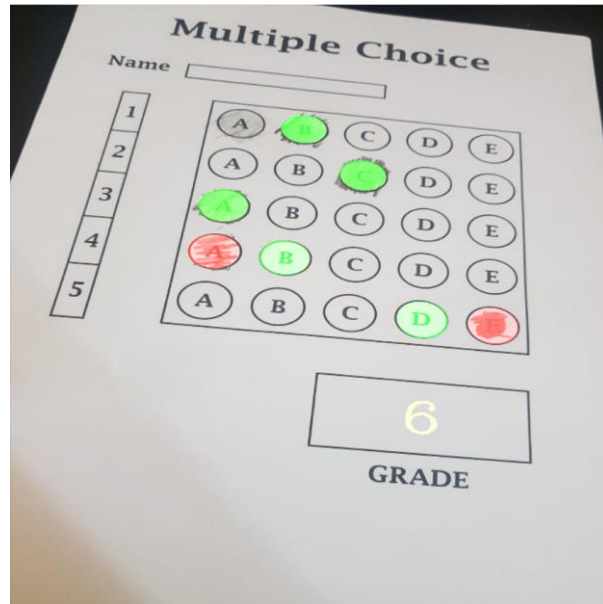 Multiple Choice
Name
1 A B C D E
2 A B C D E
3 A B C D E
4 A B C D E
5 A B C D E
6
GRADE